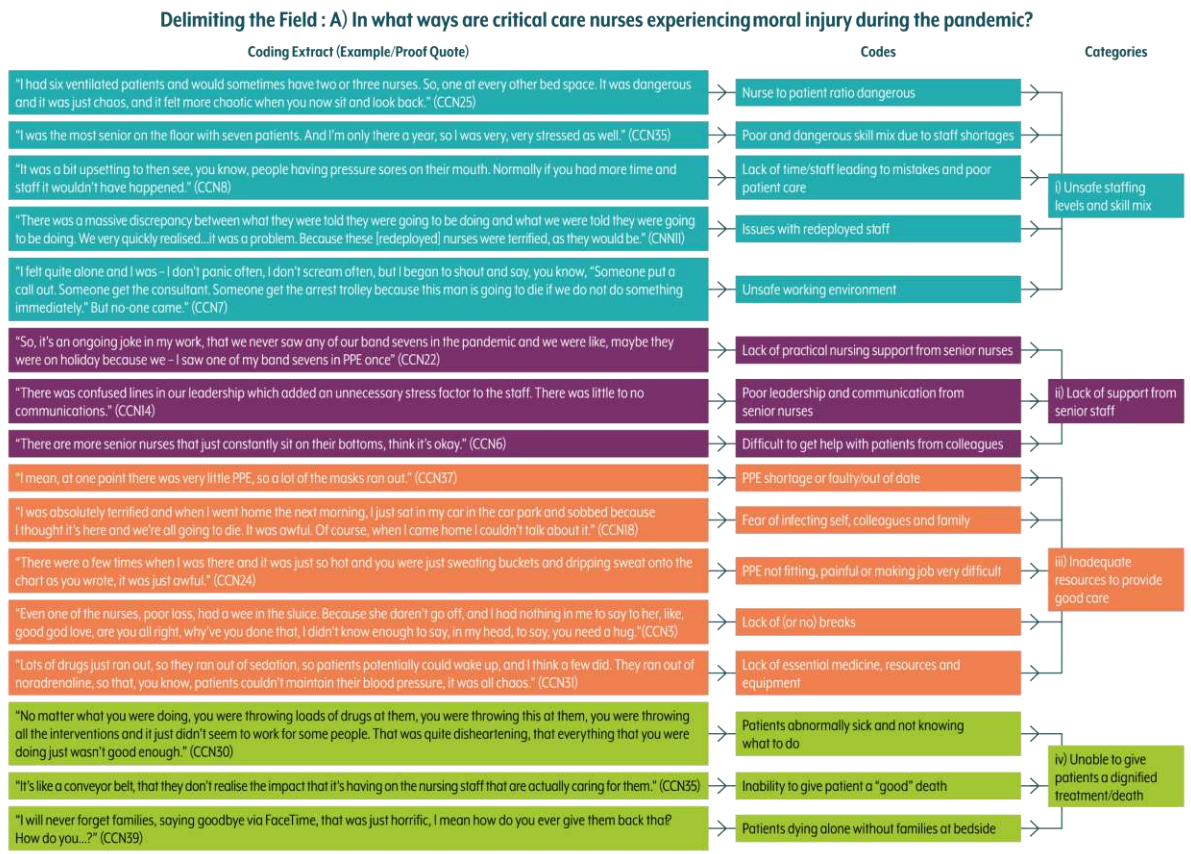 Delimiting the Field : A) In what ways are critical care nurses experiencing moral injury during the pandemic?
Coding Extract (Example/Proof Quote)
Codes
Categories
“I had six ventilated patients and would sometimes have two or three nurses. So, one at every other bed space. It was dangerous
and it was just chaos, and it felt more chaotic when you now sit and look back.” (CCN25)
Nurse to patient ratio dangerous
“I was the most senior on the floor with seven patients. And I’m only there a year, so I was very, very stressed as well.” (CCN35)
Poor and dangerous skill mix due to staff shortages
“It was a bit upsetting to then see, you know, people having pressure sores on their mouth. Normally if you had more time and
staff it wouldn’t have happened.” (CCN8)
Lack of time/staff leading to mistakes and poor
patient care
i) Unsafe staffing
levels and skill mix
“There was a massive discrepancy between what they were told they were going to be doing and what we were told they were going
to be doing. We very quickly realised...it was a problem. Because these [redeployed] nurses were terrified, as they would be.” (CNN11)
Issues with redeployed staff
“I felt quite alone and I was – I don’t panic often, I don’t scream often, but I began to shout and say, you know, “Someone put a
call out. Someone get the consultant. Someone get the arrest trolley because this man is going to die if we do not do something
immediately.” But no-one came.” (CCN7)
Unsafe working environment
“So, it’s an ongoing joke in my work, that we never saw any of our band sevens in the pandemic and we were like, maybe they
were on holiday because we – I saw one of my band sevens in PPE once” (CCN22)
Lack of practical nursing support from senior nurses
“There was confused lines in our leadership which added an unnecessary stress factor to the staff. There was little to no
communications.” (CCN14)
Poor leadership and communication from
senior nurses
ii) Lack of support from
senior staff
“There are more senior nurses that just constantly sit on their bottoms, think it’s okay.” (CCN6)
Difficult to get help with patients from colleagues
“I mean, at one point there was very little PPE, so a lot of the masks ran out.” (CCN37)
PPE shortage or faulty/out of date
“I was absolutely terrified and when I went home the next morning, I just sat in my car in the car park and sobbed because
I thought it’s here and we’re all going to die. It was awful. Of course, when I came home I couldn’t talk about it.” (CCN18)
Fear of infecting self, colleagues and family
“There were a few times when I was there and it was just so hot and you were just sweating buckets and dripping sweat onto the
chart as you wrote, it was just awful.” (CCN24)
PPE not fitting, painful or making job very difficult
iii) Inadequate
resources to provide
good care
“Even one of the nurses, poor lass, had a wee in the sluice. Because she daren’t go off, and I had nothing in me to say to her, like,
good god love, are you all right, why’ve you done that, I didn’t know enough to say, in my head, to say, you need a hug.”(CCN3)
Lack of (or no) breaks
“Lots of drugs just ran out, so they ran out of sedation, so patients potentially could wake up, and I think a few did. They ran out of
noradrenaline, so that, you know, patients couldn’t maintain their blood pressure, it was all chaos.” (CCN31)
Lack of essential medicine, resources and
equipment
“No matter what you were doing, you were throwing loads of drugs at them, you were throwing this at them, you were throwing
all the interventions and it just didn’t seem to work for some people. That was quite disheartening, that everything that you were
doing just wasn’t good enough.” (CCN30)
Patients abnormally sick and not knowing
what to do
iv) Unable to give
patients a dignified
treatment/death
“It’s like a conveyor belt, that they don’t realise the impact that it’s having on the nursing staff that are actually caring for them.” (CCN35)
Inability to give patient a “good” death
“I will never forget families, saying goodbye via FaceTime, that was just horrific, I mean how do you ever give them back that?
How do you...?” (CCN39)
Patients dying alone without families at bedside